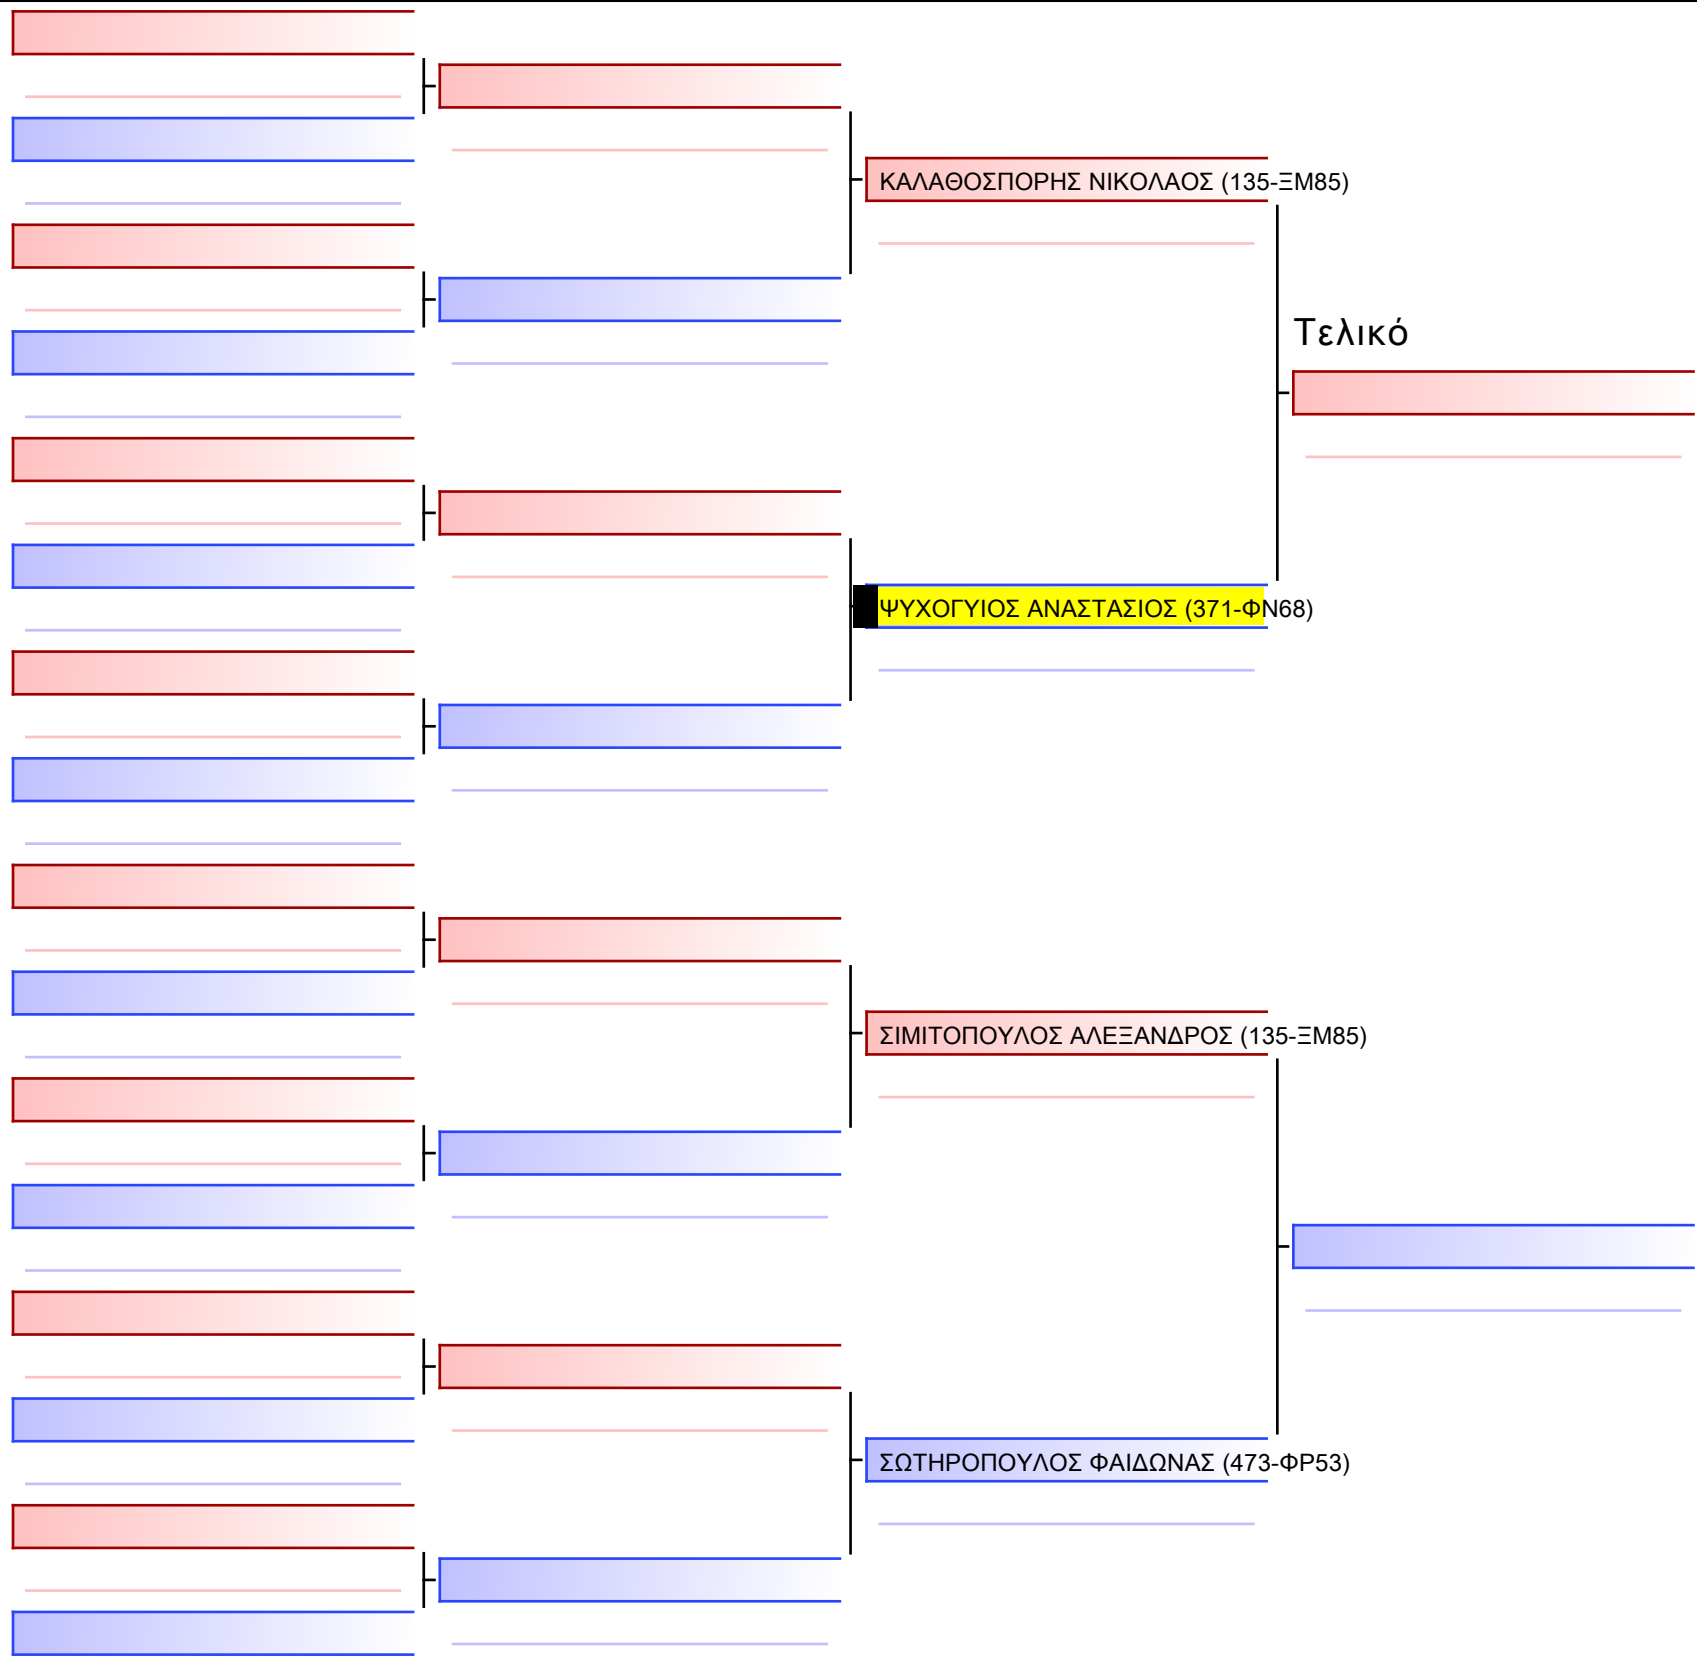 ΚΑΛΑΘΟΣΠΟΡΗΣ ΝΙΚΟΛΑΟΣ (135-ΞΜ85)
Τελικό
ΨΥΧΟΓΥΙΟΣ ΑΝΑΣΤΑΣΙΟΣ (371-ΦΝ68)
ΣΙΜΙΤΟΠΟΥΛΟΣ ΑΛΕΞΑΝΔΡΟΣ (135-ΞΜ85)
ΣΩΤΗΡΟΠΟΥΛΟΣ ΦΑΙΔΩΝΑΣ (473-ΦΡ53)